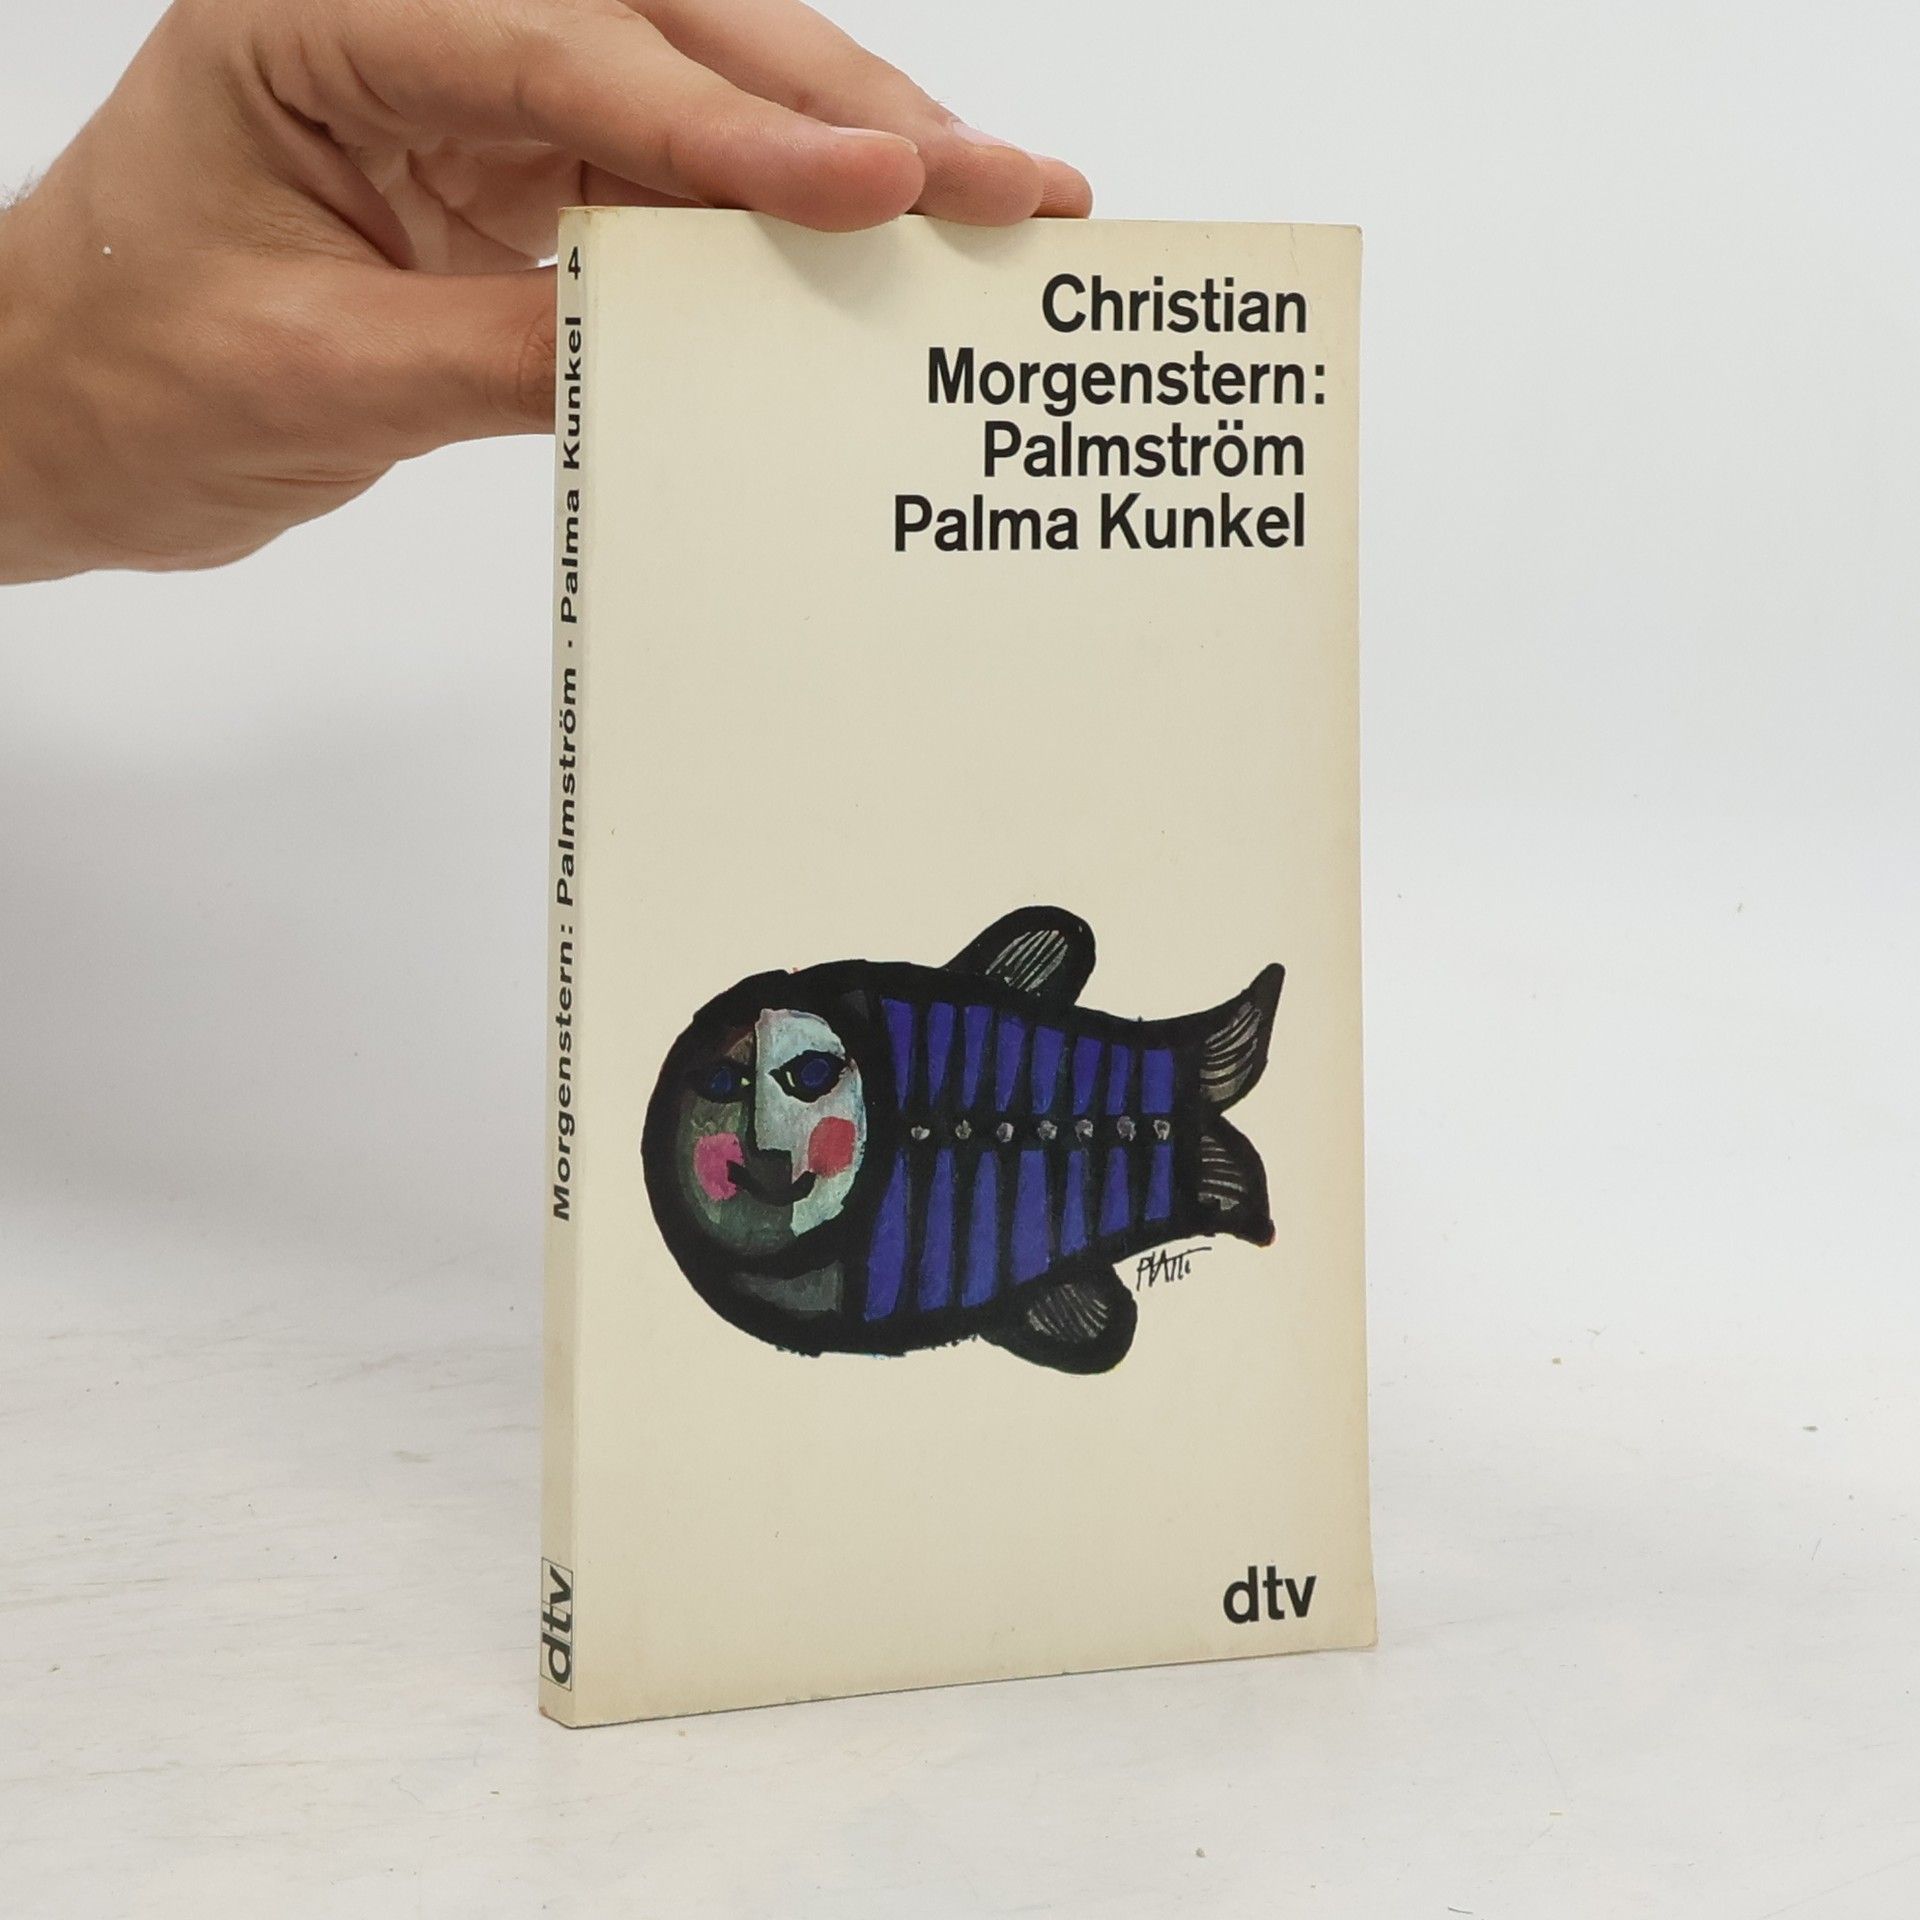 Christian
Morgenstern:
Palmström
Palma Kunkel
dtv
Morgenstern: Palmström · Palma Kunkel 4
dtv